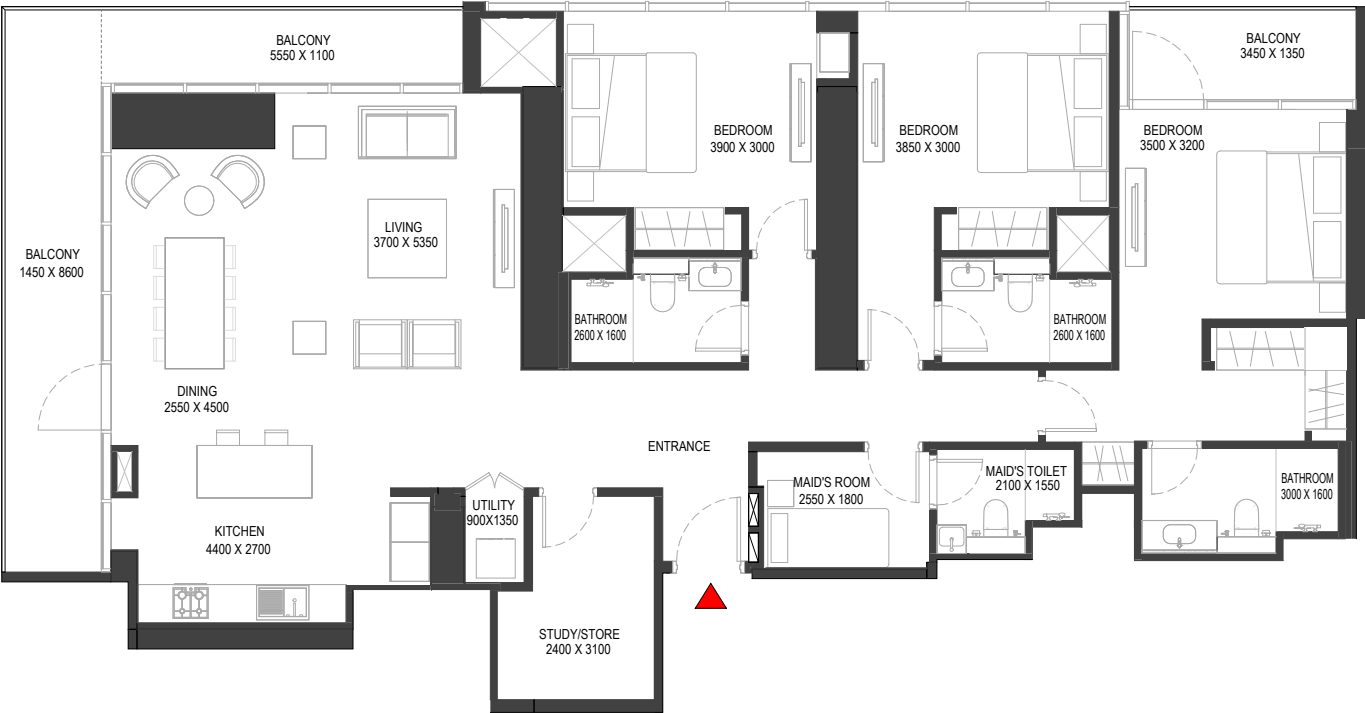 BALCONY
5550 X 1100
BALCONY
3450 X 1350
BEDROOM
3900 X 3000
BEDROOM
3850 X 3000
BEDROOM
3500 X 3200
LIVING
3700 X 5350
BALCONY
1450 X 8600
BATHROOM
2600 X 1600
BATHROOM
2600 X 1600
DINING
2550 X 4500
ENTRANCE
MAID'S ROOM
2550 X 1800
MAID'S TOILET
2100 X 1550
BATHROOM
3000 X 1600
UTILITY
900X1350
KITCHEN
4400 X 2700
STUDY/STORE
2400 X 3100